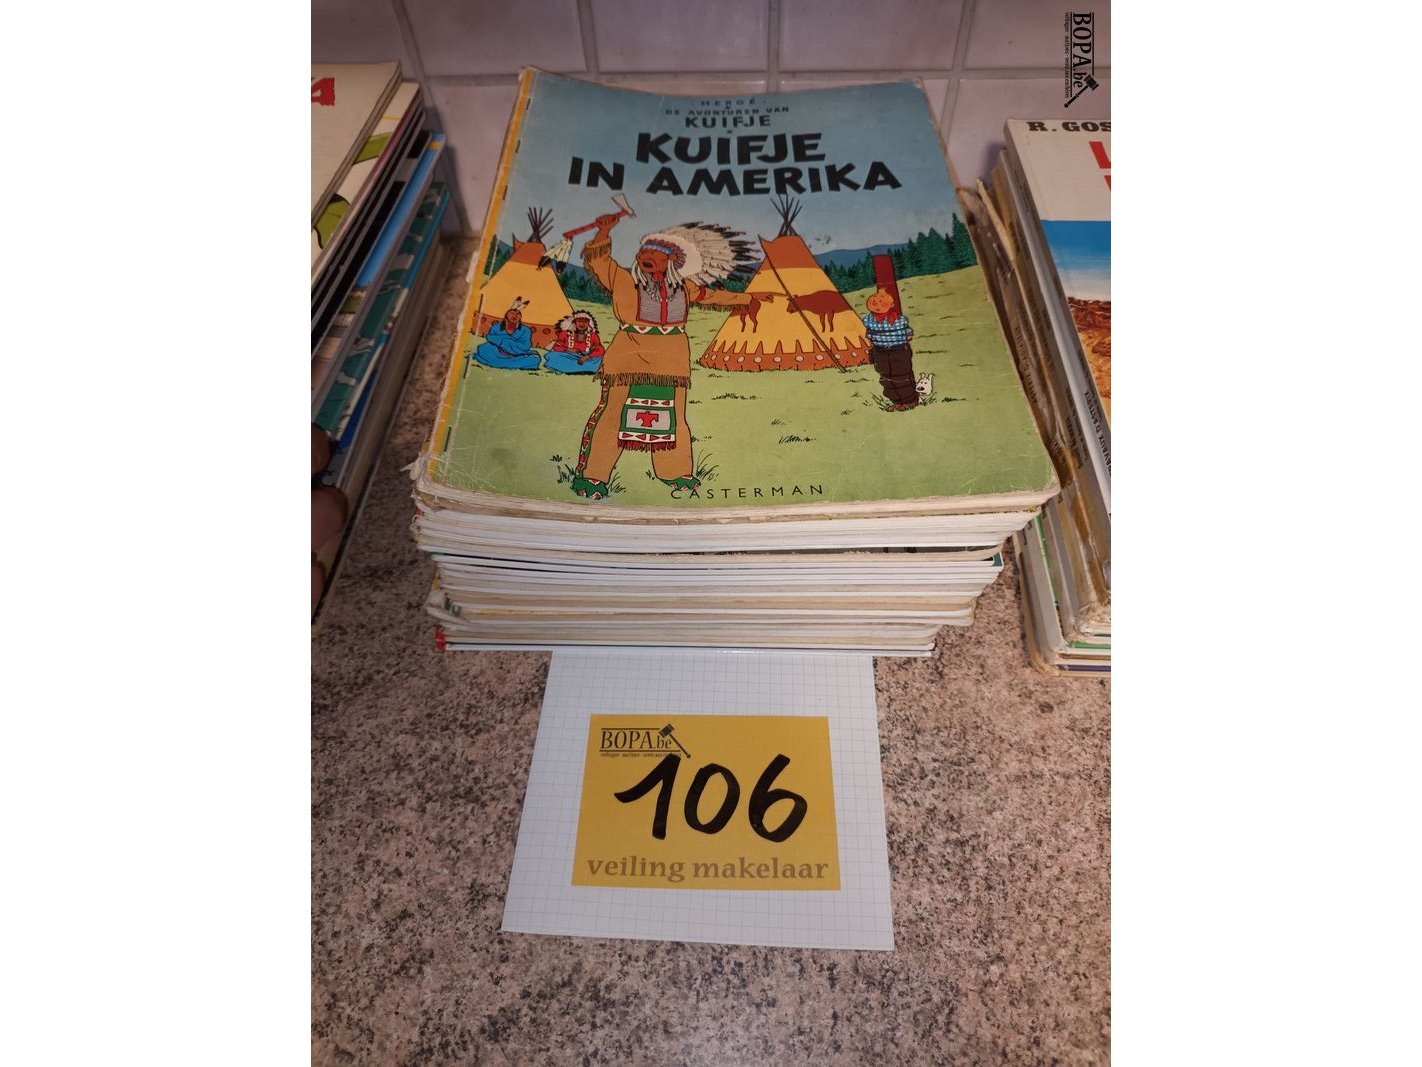 BOPA.be
· HERGÉ ·
DE AVONTUREN VAN
KUIFJE
KUIFJE
IN AMERIKA
CASTERMAN
R. GOS
BOPA.be
106
veiling makelaar